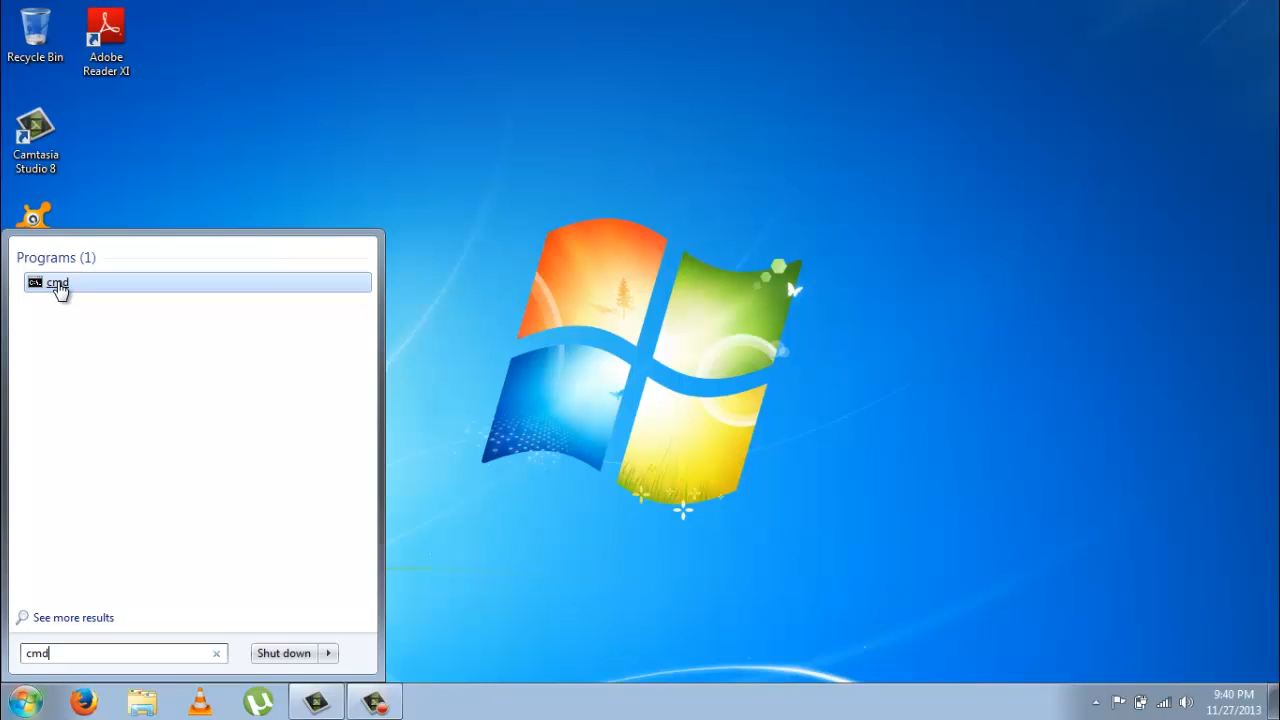 Recycle Bin
Adobe
Reader XI
Camtasia
Studio 8
Programs (1)
C:\.
cmd
See more results
cmd
Shut down
9:40 PM
11/27/2013